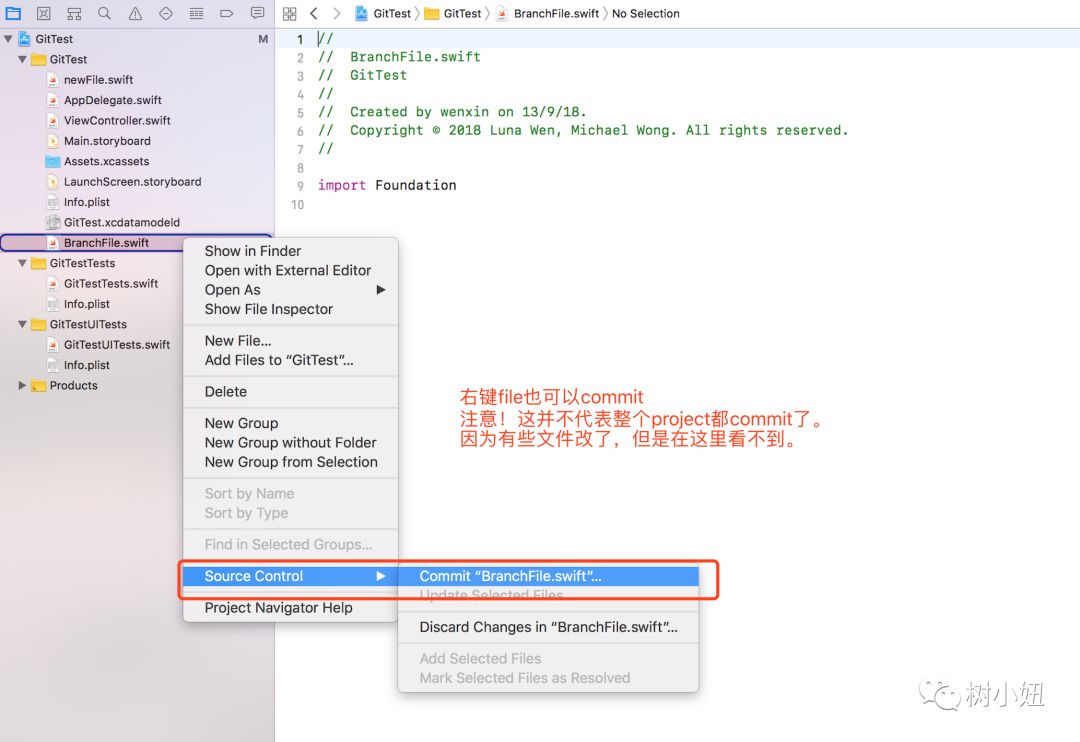 GitTest 〉 GitTest 〉 BranchFile.swift 〉 No Selection
GitTest M
GitTest
newFile.swift
AppDelegate.swift
ViewController.swift
Main.storyboard
Assets.xcassets
LaunchScreen.storyboard
Info.plist
GitTest.xcdatamodeld
BranchFile.swift
GitTestTests
GitTestTests.swift
Info.plist
GitTestUITests
GitTestUITests.swift
Info.plist
Products
1 //
2 // BranchFile.swift
3 // GitTest
4 //
5 // Created by wenxin on 13/9/18.
6 // Copyright © 2018 Luna Wen, Michael Wong. All rights reserved.
7 //
8
9 import Foundation
10
Show in Finder
Open with External Editor
Open As
Show File Inspector
New File...
Add Files to “GitTest”...
Delete
New Group
New Group without Folder
New Group from Selection
Sort by Name
Sort by Type
Find in Selected Groups...
Source Control
Project Navigator Help
Commit “BranchFile.swift”...
Update Selected Files
Discard Changes in “BranchFile.swift”...
Add Selected Files
Mark Selected Files as Resolved
右键file也可以commit
注意！这并不代表整个project都commit了。
因为有些文件改了，但是在这里看不到。
树小妞